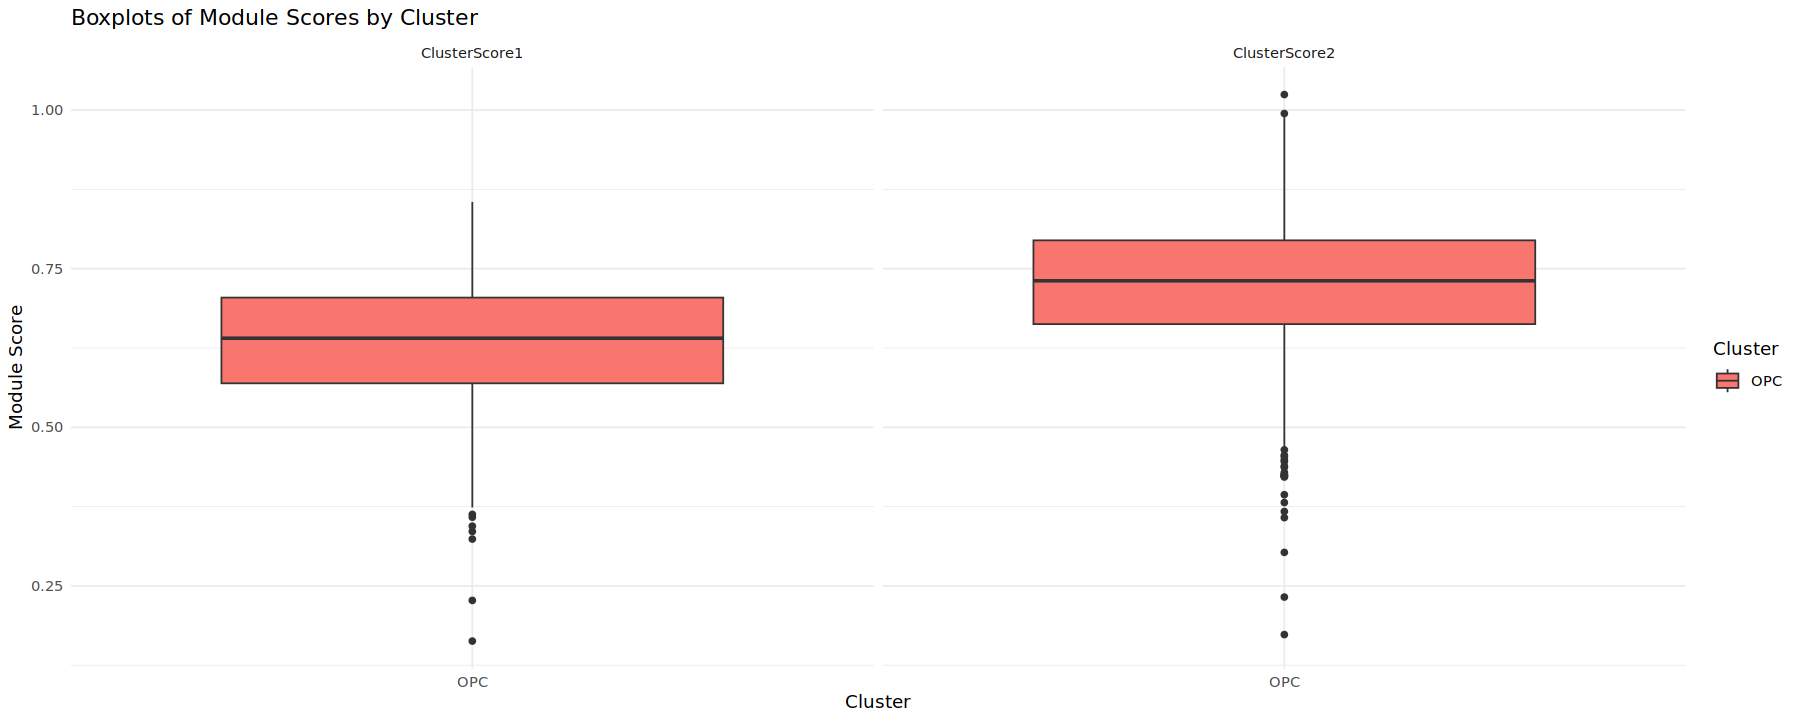 Boxplots of Module Scores by Cluster
ClusterScore1
ClusterScore2
1.00
0.75
0.50
0.25
Module Score
OPC
OPC
Cluster
Cluster
OPC